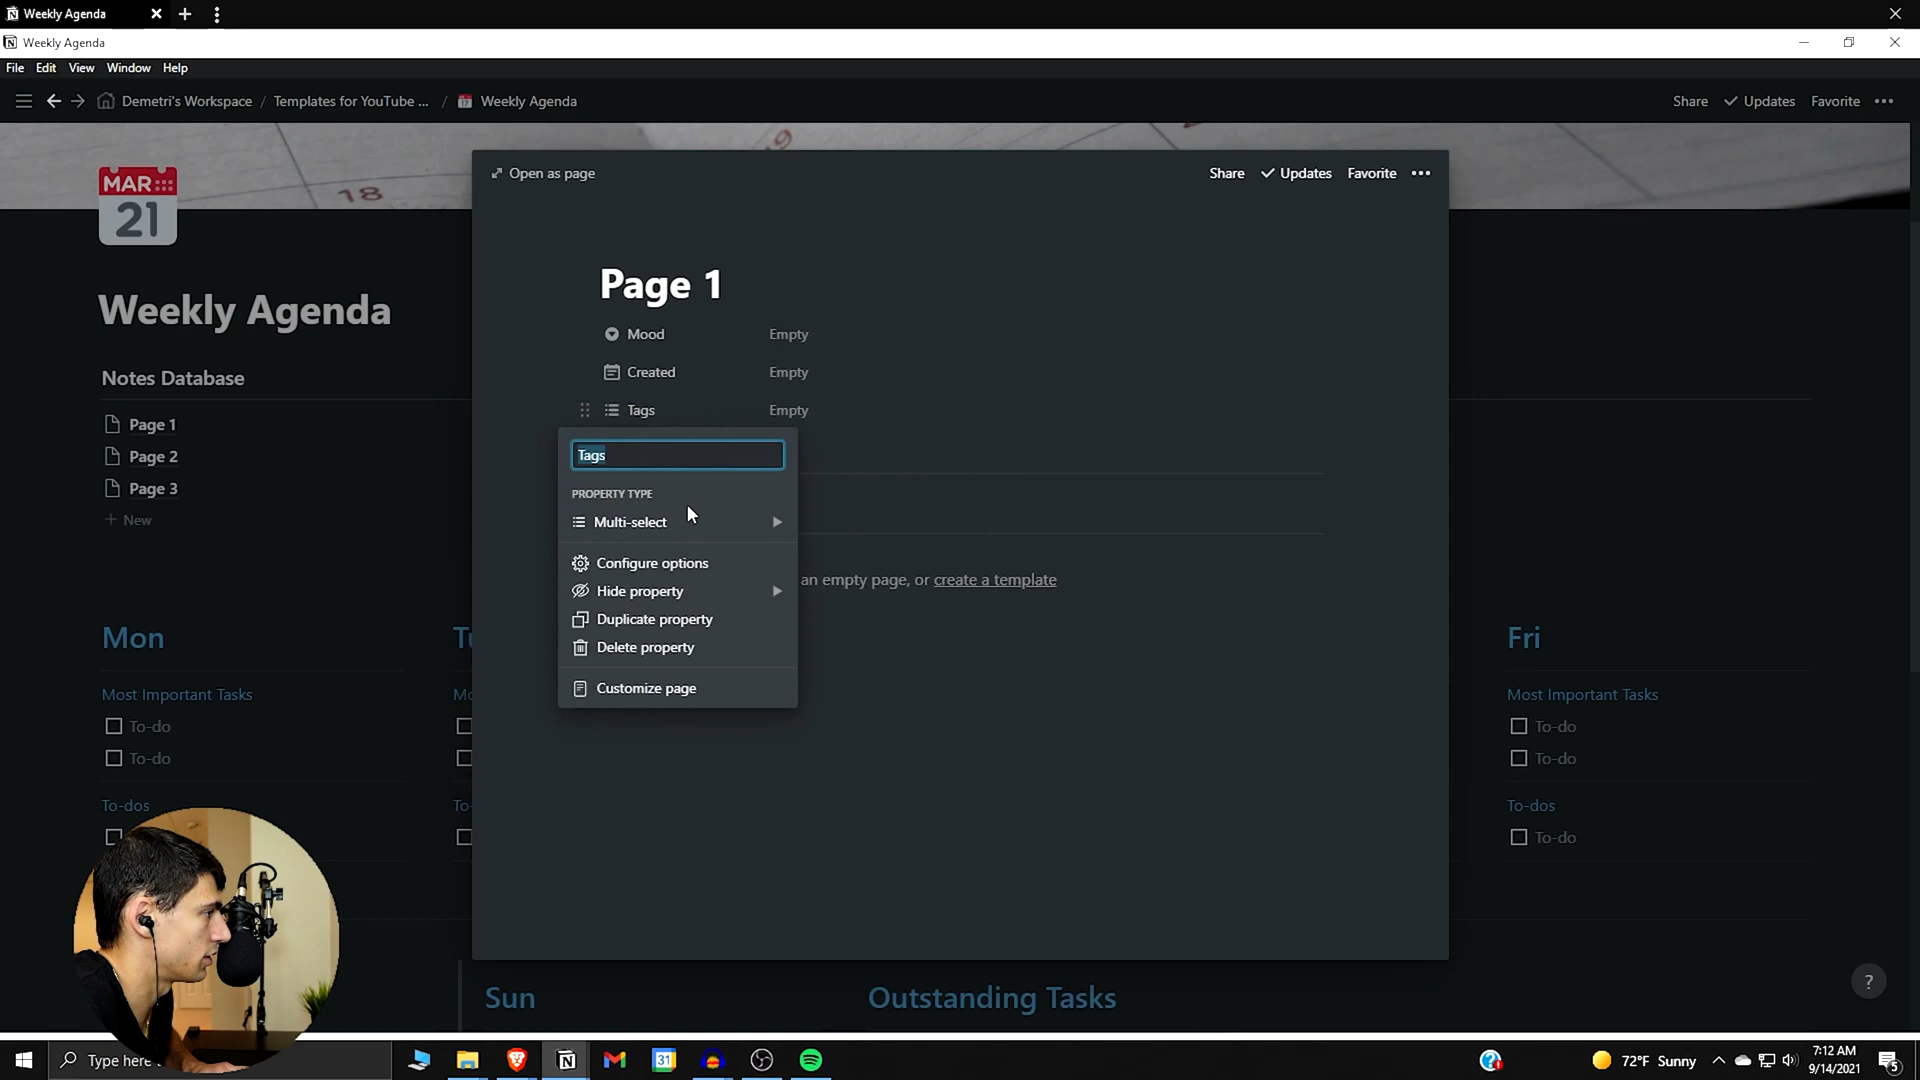 Weekly Agenda
Weekly Agenda
File Edit View Window Help
Demetri's Workspace / Templates for YouTube ... / Weekly Agenda
Share Updates Favorite
18
MAR
21
Open as page
Share Updates Favorite
Page 1
Weekly Agenda
Mood Empty
Created Empty
Tags Empty
Notes Database
Page 1
Page 2
Page 3
+ New
Tags
PROPERTY TYPE
Multi-select
Configure options
Hide property
Duplicate property
Delete property
Customize page
an empty page, or create a template
Mon
Fri
Most Important Tasks
To-do
To-do
To-dos
Most Important Tasks
To-do
To-do
To-dos
To-do
Sun
Outstanding Tasks
?
Type here
31
72°F Sunny
7:12 AM
9/14/2021
5